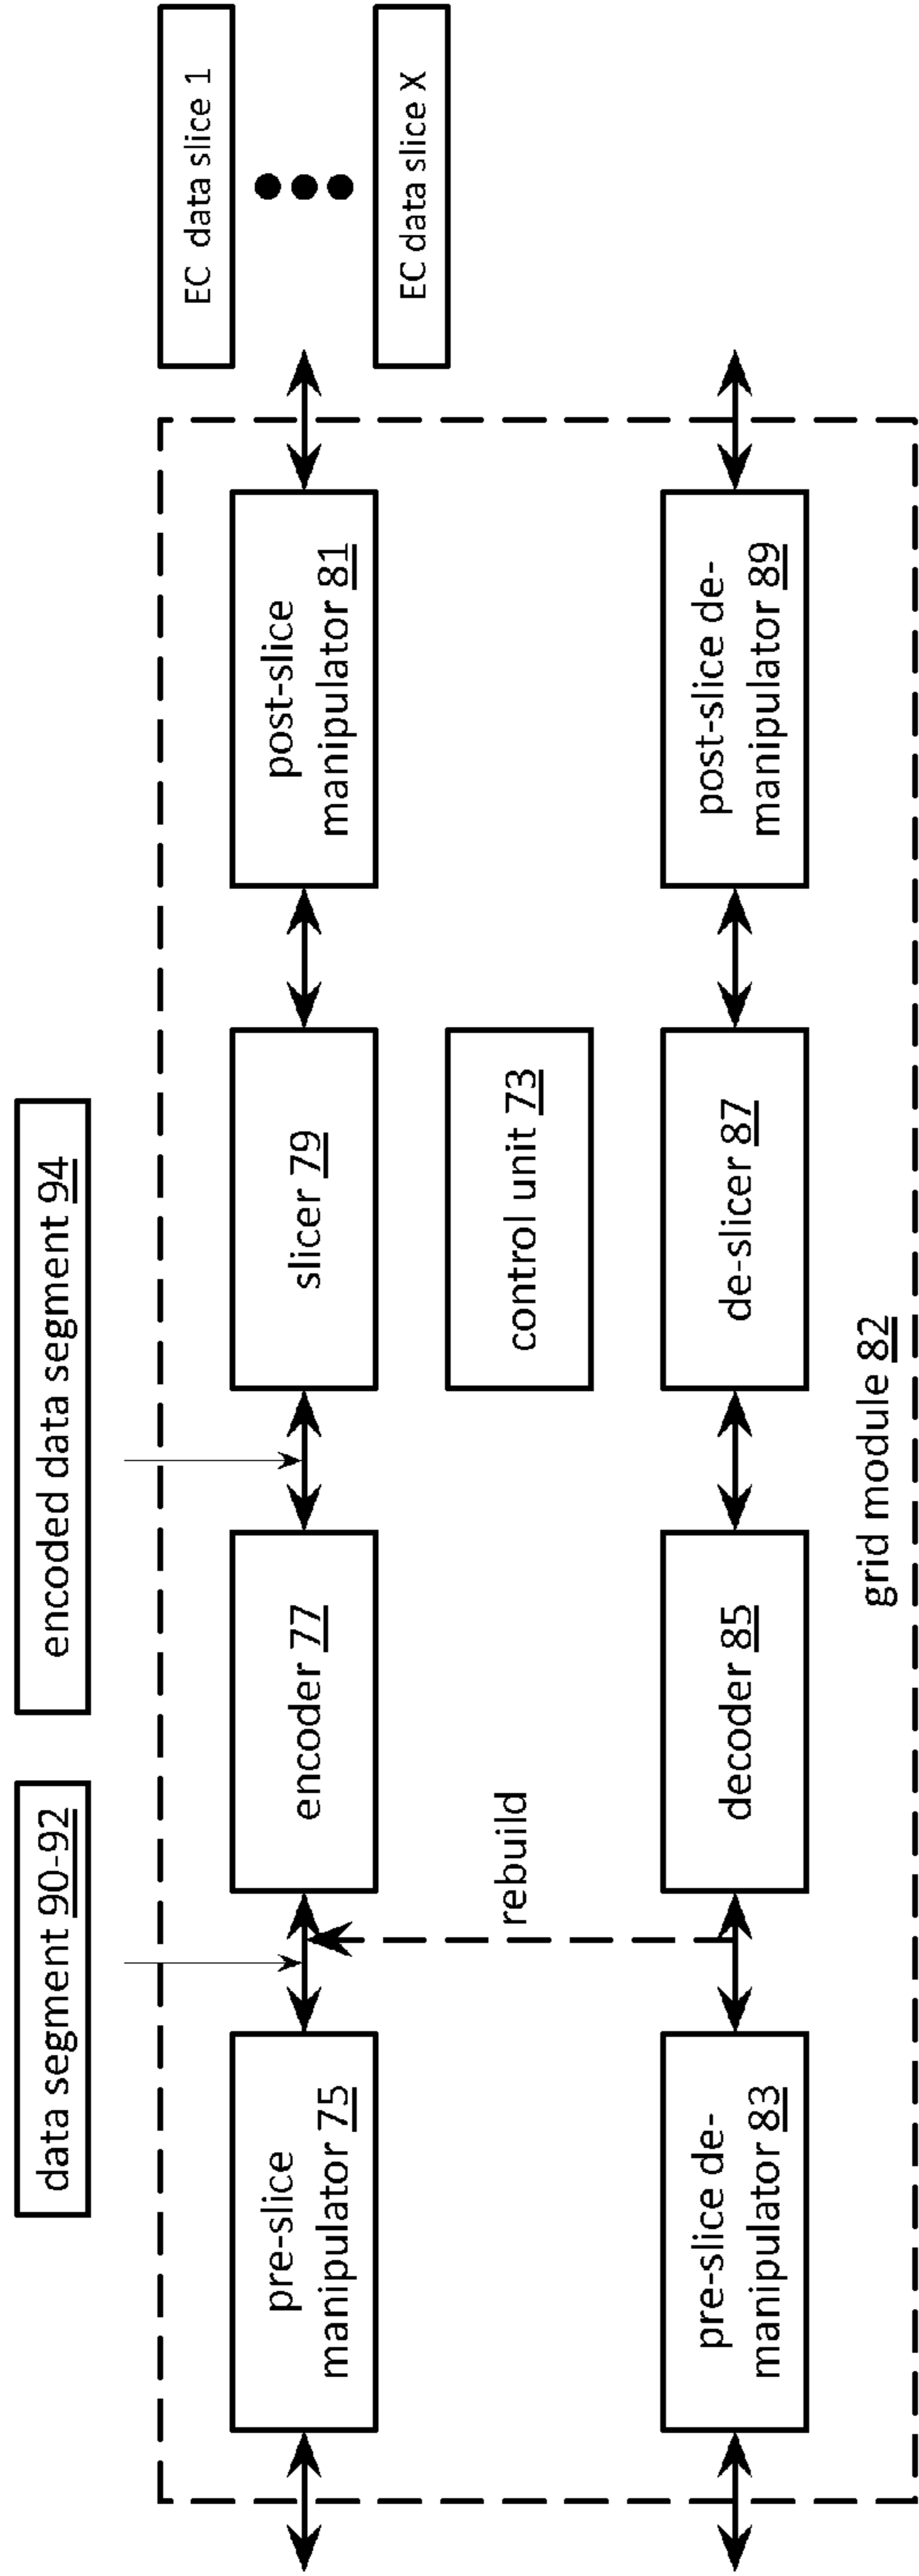 data segment 90-92
encoded data segment 94
EC data slice 1
EC data slice X
pre-slice
manipulator 75
encoder 77
slicer 79
post-slice
manipulator 81
rebuild
control unit 73
pre-slice de-
manipulator 83
decoder 85
de-slicer 87
post-slice de-
manipulator 89
grid module 82